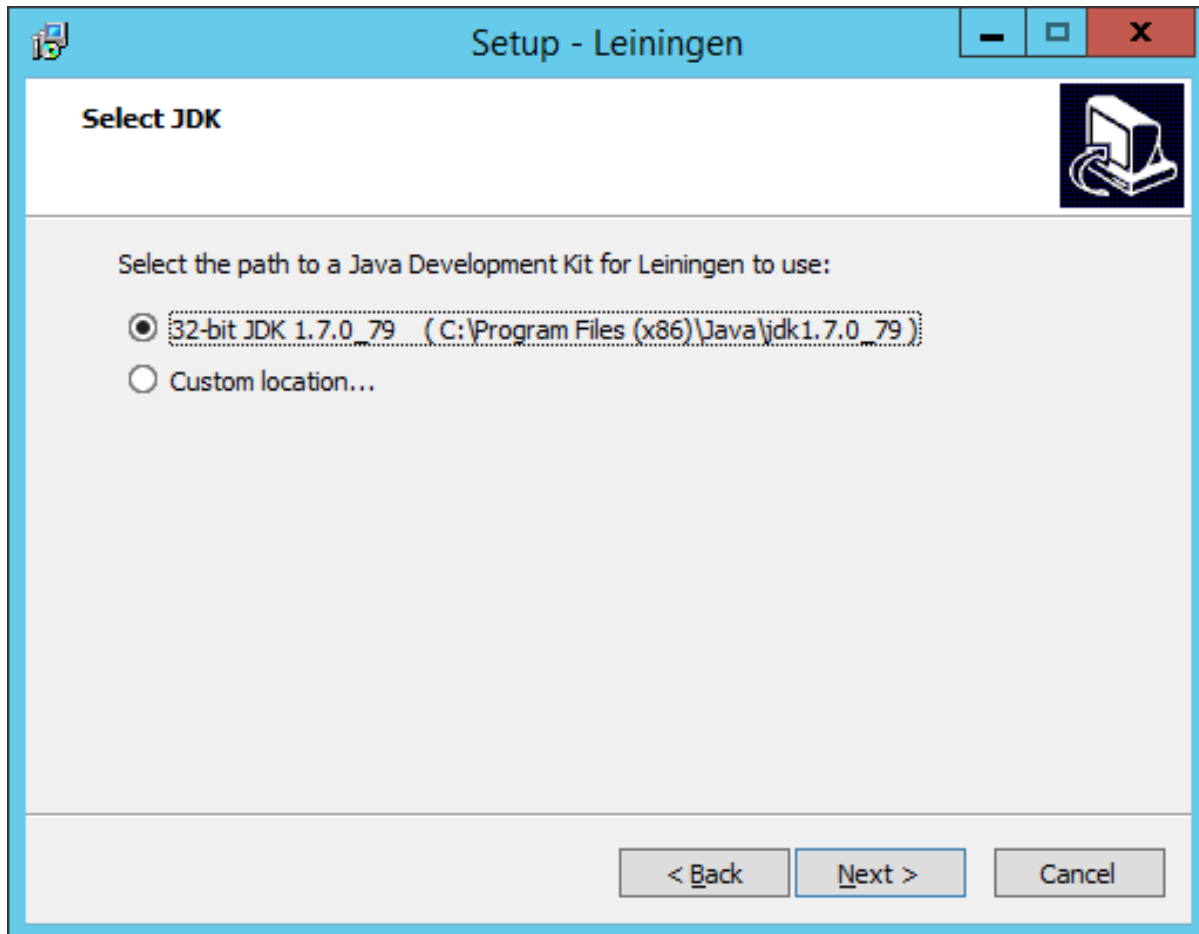 Setup - Leiningen
Select JDK
Select the path to a Java Development Kit for Leiningen to use:
32-bit JDK 1.7.0_79 ( C:\Program Files (x86)\Java\jdk1.7.0_79 )
Custom location...
< Back Next > Cancel